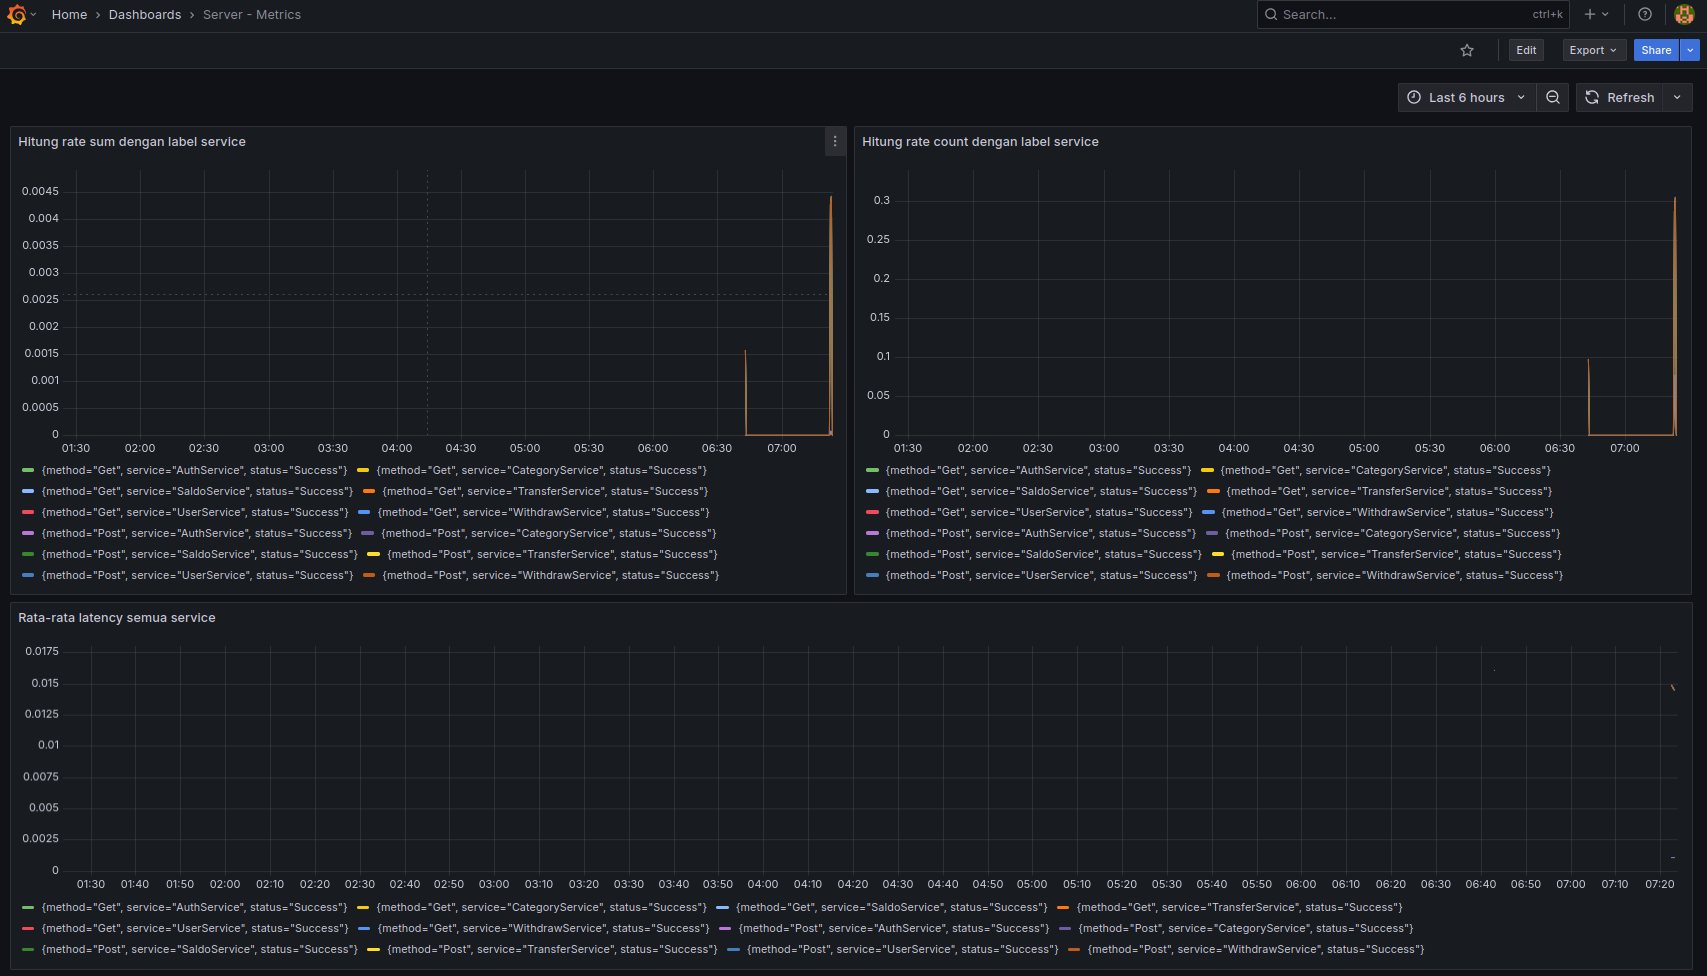 Home › Dashboards › Server - Metrics
Search...
ctrl+k
Edit
Export
Share
Last 6 hours
Refresh
Hitung rate sum dengan label service
0.0045
0.004
0.0035
0.003
0.0025
0.002
0.0015
0.001
0.0005
0
01:30 02:00 02:30 03:00 03:30 04:00 04:30 05:00 05:30 06:00 06:30 07:00
{method="Get", service="AuthService", status="Success"} {method="Get", service="CategoryService", status="Success"}
{method="Get", service="SaldoService", status="Success"} {method="Get", service="TransferService", status="Success"}
{method="Get", service="UserService", status="Success"} {method="Get", service="WithdrawService", status="Success"}
{method="Post", service="AuthService", status="Success"} {method="Post", service="CategoryService", status="Success"}
{method="Post", service="SaldoService", status="Success"} {method="Post", service="TransferService", status="Success"}
{method="Post", service="UserService", status="Success"} {method="Post", service="WithdrawService", status="Success"}
Hitung rate count dengan label service
0.3
0.25
0.2
0.15
0.1
0.05
0
01:30 02:00 02:30 03:00 03:30 04:00 04:30 05:00 05:30 06:00 06:30 07:00
{method="Get", service="AuthService", status="Success"} {method="Get", service="CategoryService", status="Success"}
{method="Get", service="SaldoService", status="Success"} {method="Get", service="TransferService", status="Success"}
{method="Get", service="UserService", status="Success"} {method="Get", service="WithdrawService", status="Success"}
{method="Post", service="AuthService", status="Success"} {method="Post", service="CategoryService", status="Success"}
{method="Post", service="SaldoService", status="Success"} {method="Post", service="TransferService", status="Success"}
{method="Post", service="UserService", status="Success"} {method="Post", service="WithdrawService", status="Success"}
Rata-rata latency semua service
0.0175
0.015
0.0125
0.01
0.0075
0.005
0.0025
0
01:30 01:40 01:50 02:00 02:10 02:20 02:30 02:40 02:50 03:00 03:10 03:20 03:30 03:40 03:50 04:00 04:10 04:20 04:30 04:40 04:50 05:00 05:10 05:20 05:30 05:40 05:50 06:00 06:10 06:20 06:30 06:40 06:50 07:00 07:10 07:20
{method="Get", service="AuthService", status="Success"} {method="Get", service="CategoryService", status="Success"} {method="Get", service="SaldoService", status="Success"} {method="Get", service="TransferService", status="Success"}
{method="Get", service="UserService", status="Success"} {method="Get", service="WithdrawService", status="Success"} {method="Post", service="AuthService", status="Success"} {method="Post", service="CategoryService", status="Success"}
{method="Post", service="SaldoService", status="Success"} {method="Post", service="TransferService", status="Success"} {method="Post", service="UserService", status="Success"} {method="Post", service="WithdrawService", status="Success"}